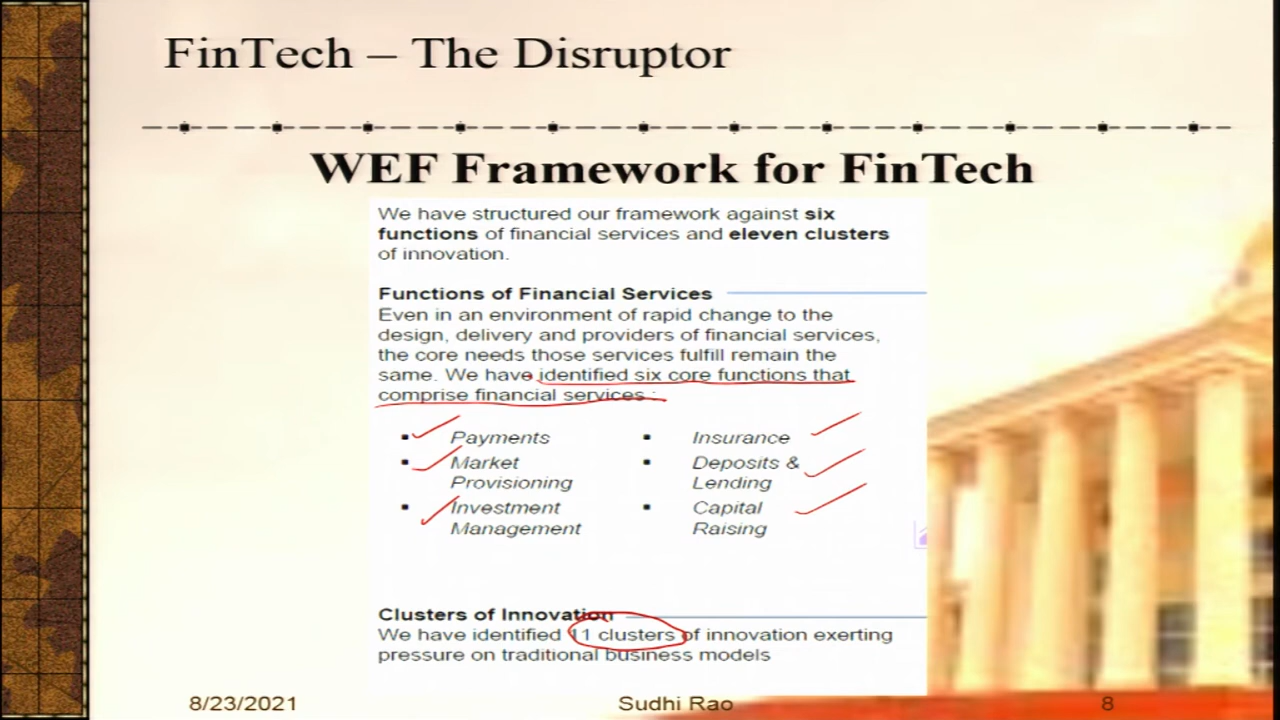 FinTech – The Disruptor
WEF Framework for FinTech
We have structured our framework against six
functions of financial services and eleven clusters
of innovation.
Functions of Financial Services
Even in an environment of rapid change to the
design, delivery and providers of financial services,
the core needs those services fulfill remain the
same. We have identified six core functions that
comprise financial services :
▪ Payments
▪ Market
Provisioning
▪ Investment
Management
▪ Insurance
▪ Deposits &
Lending
▪ Capital
Raising
Clusters of Innovation
We have identified 11 clusters of innovation exerting
pressure on traditional business models
8/23/2021 Sudhi Rao 8